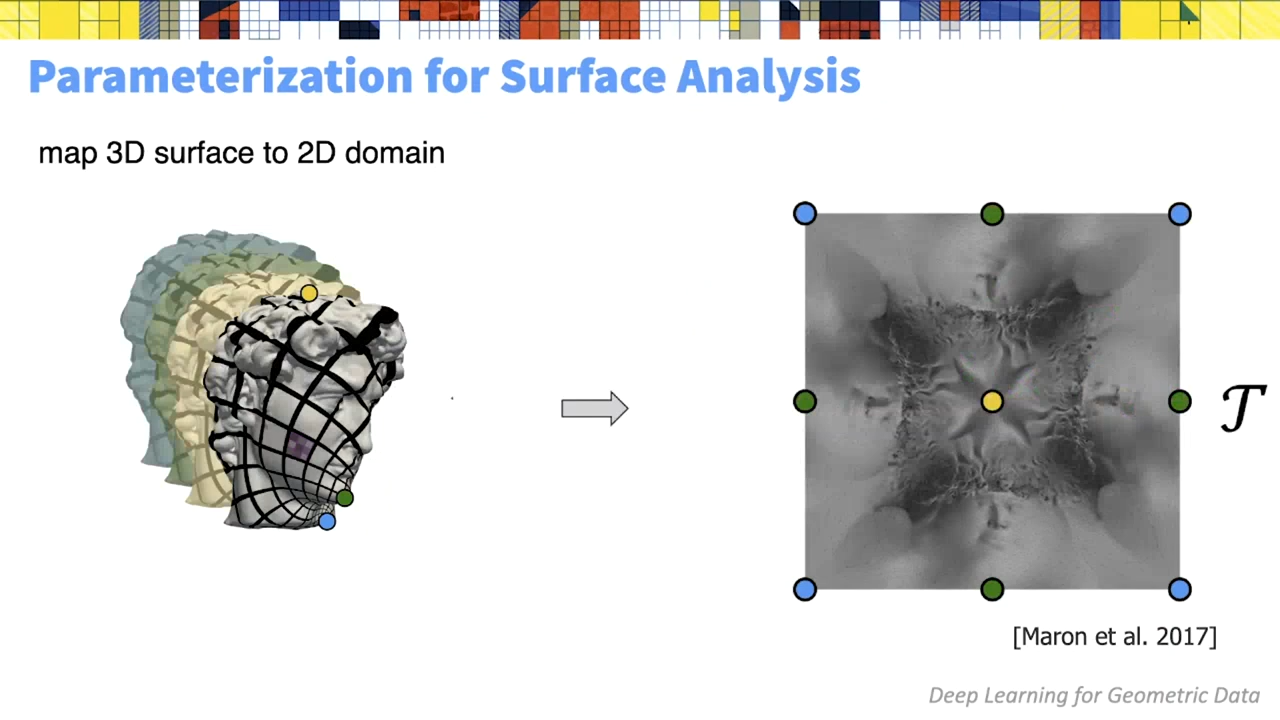 Parameterization for Surface Analysis
map 3D surface to 2D domain
𝒯
[Maron et al. 2017]
Deep Learning for Geometric Data